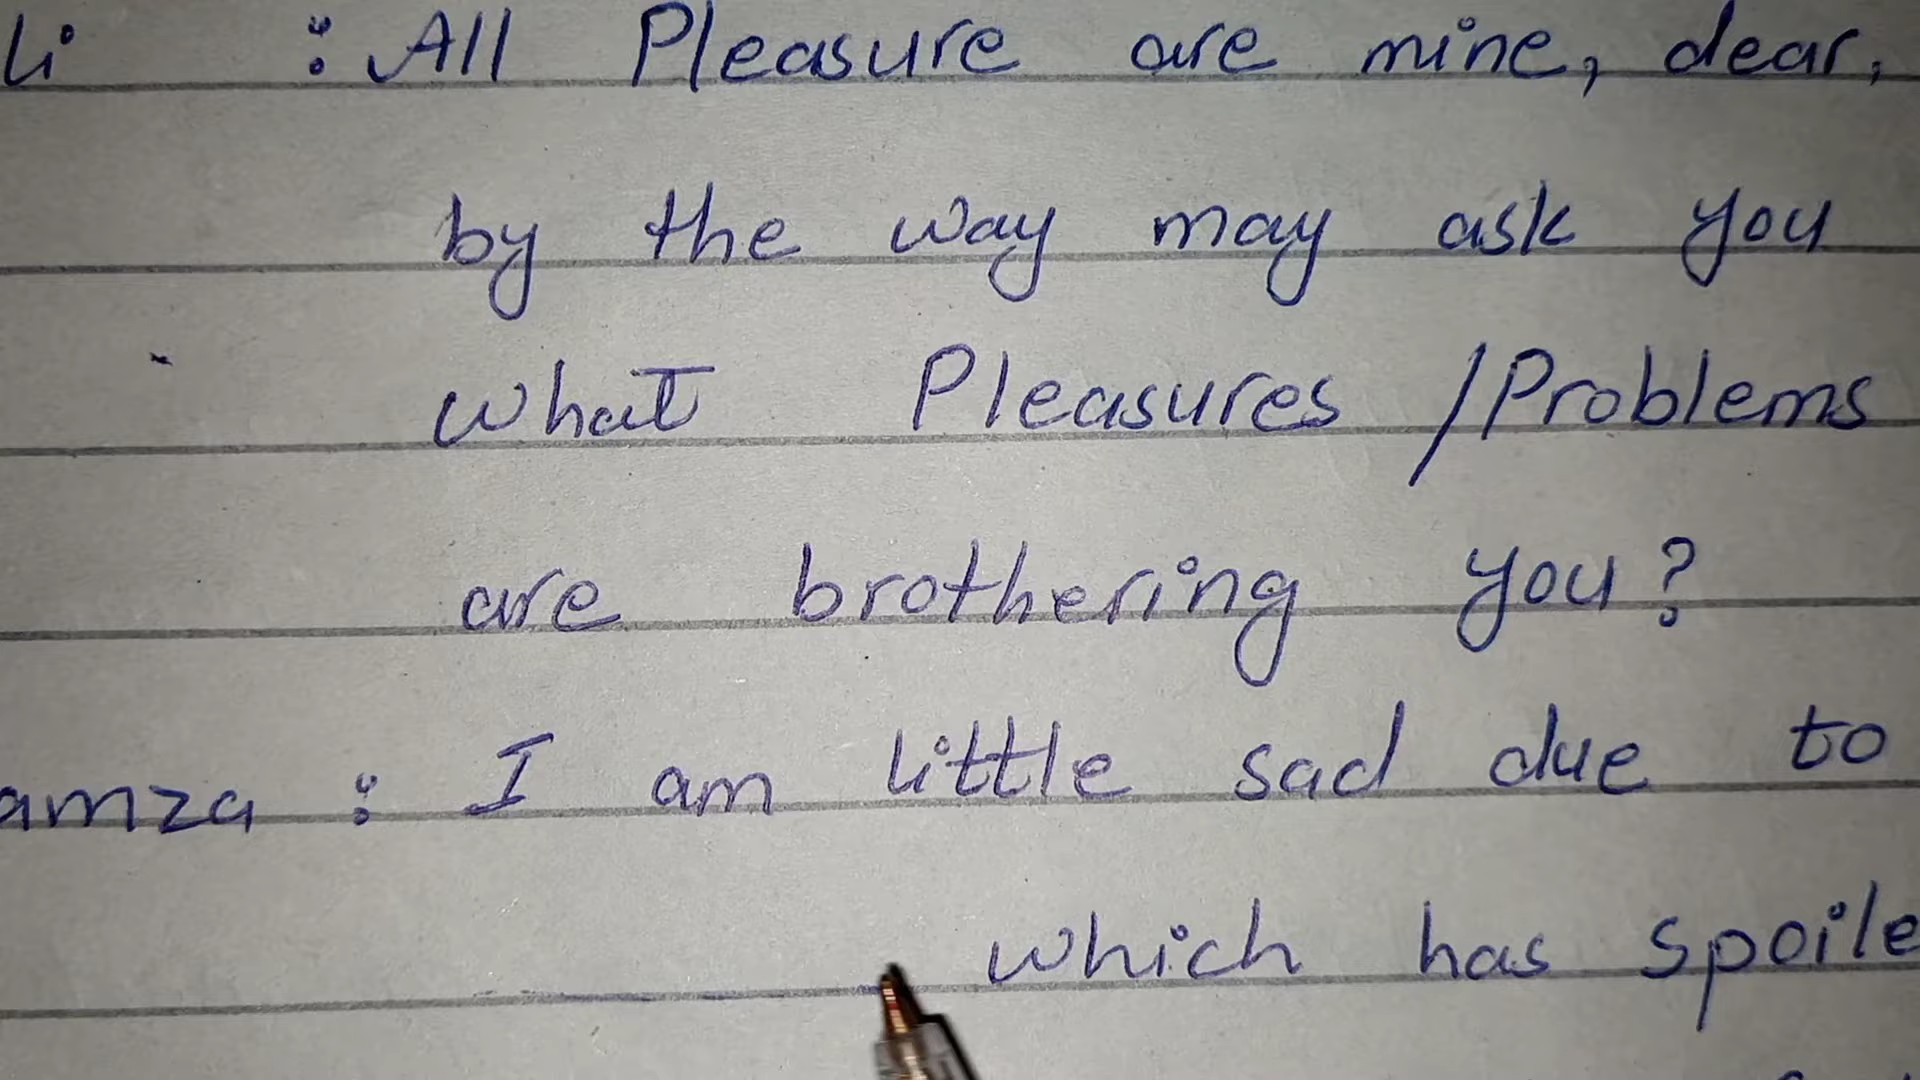 li : All Pleasure are mine, dear,
by the way may ask you
what Pleasures / Problems
are brothering you?
amza : I am little sad due to
which has spoile